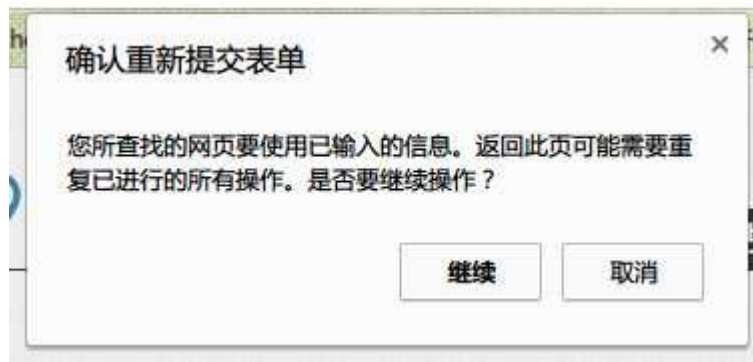 确认重新提交表单
您所查找的网页要使用已输入的信息。返回此页可能需要重
复已进行的所有操作。是否要继续操作？
继续
取消